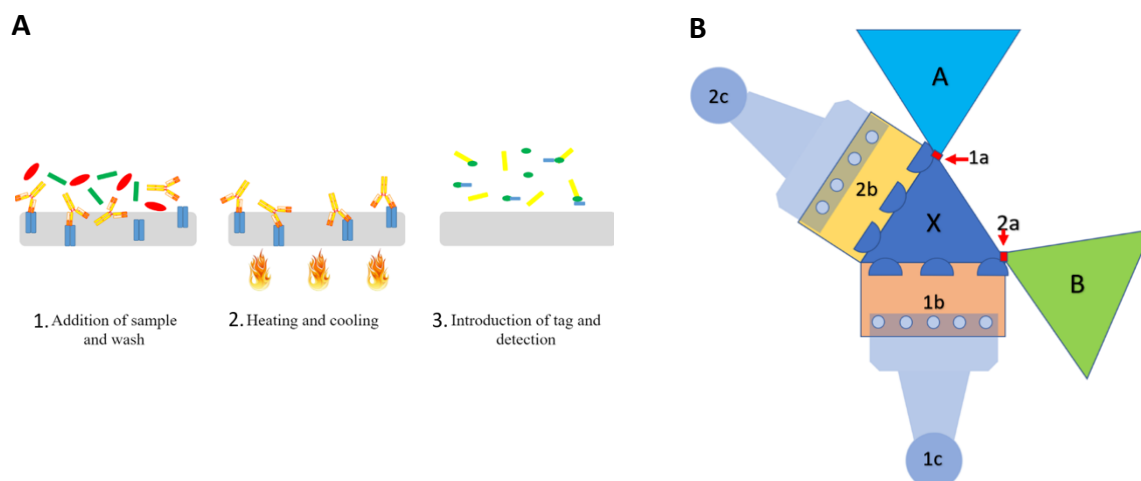 A
B
1. Addition of sample
and wash
2. Heating and cooling
3. Introduction of tag and
detection
A
2c
1a
2b
X
2a
B
1b
1c